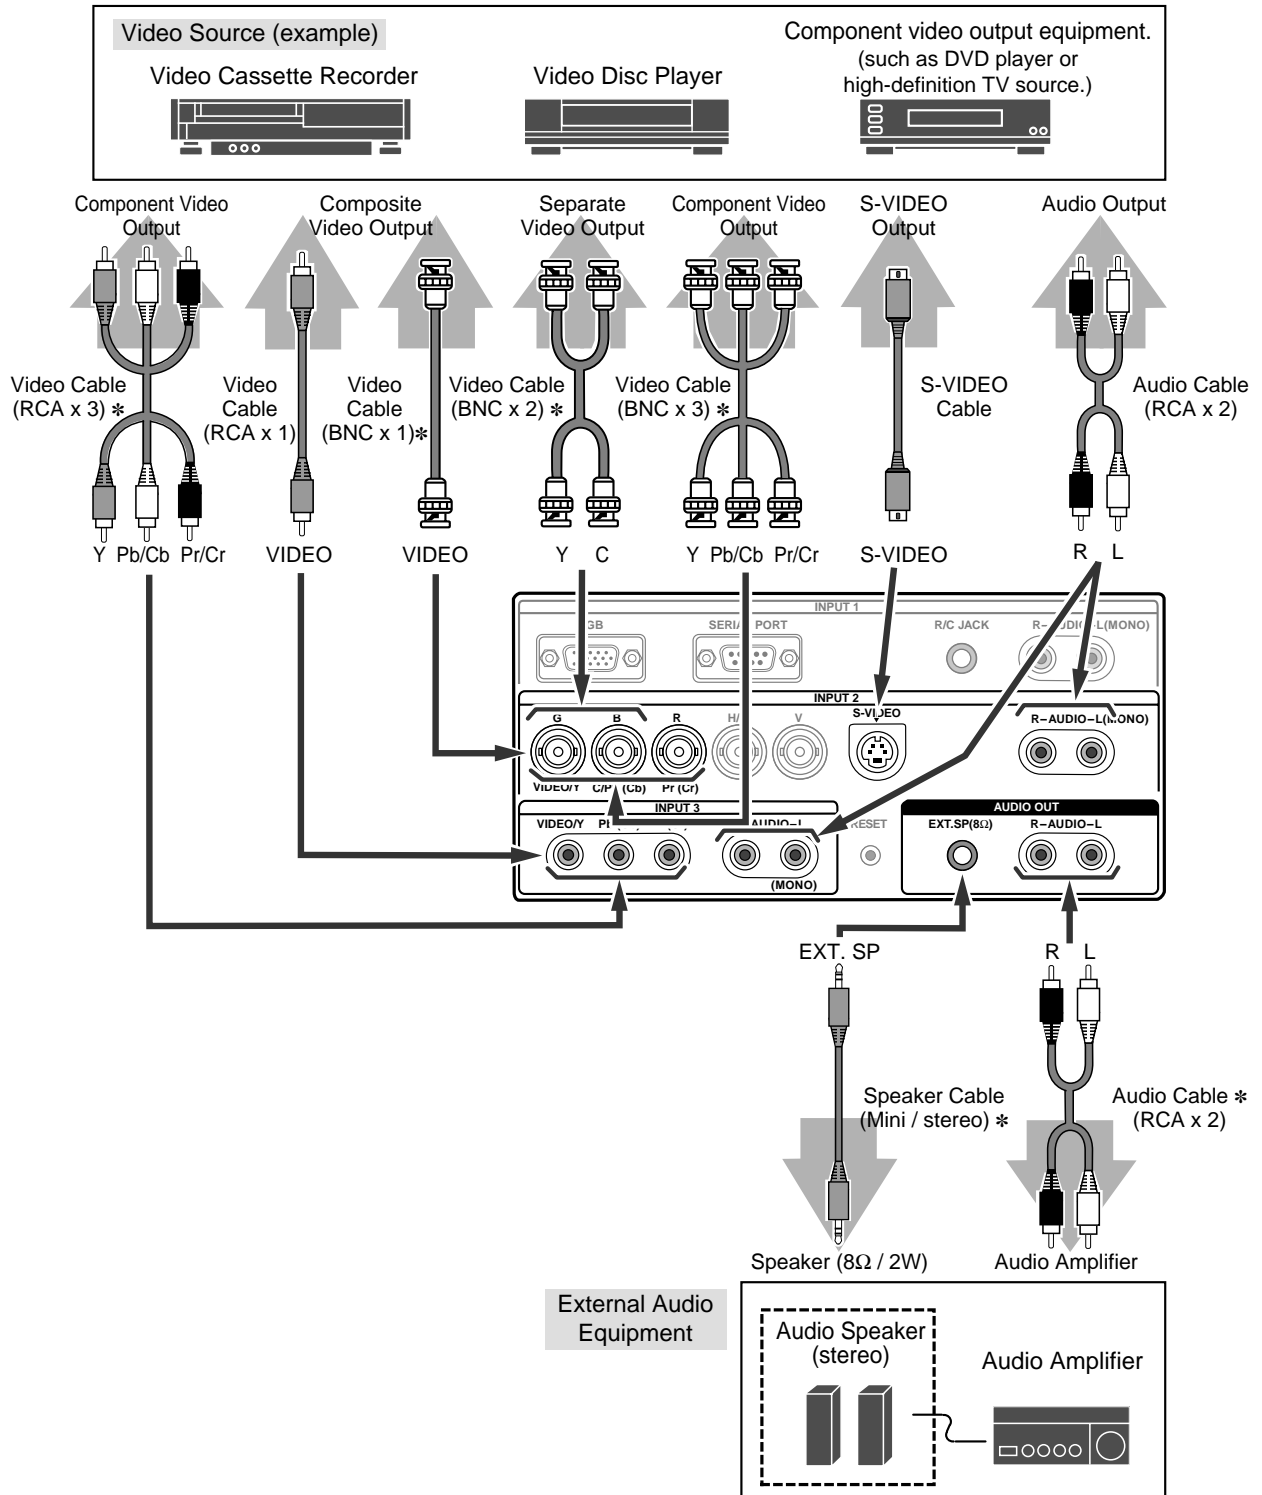 Video Source (example)
Component video output equipment.
(such as DVD player or
high-definition TV source.)
Video Cassette Recorder
Video Disc Player
Component Video
Output
Composite
Video Output
Separate
Video Output
Component Video
Output
S-VIDEO
Output
Audio Output
Video Cable
(RCA x 3) ✻
Video
Cable
(RCA x 1)
Video
Cable
(BNC x 1)✻
Video Cable
(BNC x 2) ✻
Video Cable
(BNC x 3) ✻
S-VIDEO
Cable
Audio Cable
(RCA x 2)
Y Pb/Cb Pr/Cr
VIDEO
VIDEO
Y C
Y Pb/Cb Pr/Cr
S-VIDEO
R L
INPUT 1
GB
SERIAL PORT
R/C JACK
R–AUDIO–L(MONO)
INPUT 2
G B R H/ V
S-VIDEO
R–AUDIO–L(MONO)
VIDEO/Y C/P (Cb) Pr (Cr)
INPUT 3
AUDIO OUT
VIDEO/Y
AUDIO–L
RESET
EXT.SP(8Ω)
R–AUDIO–L
(MONO)
EXT. SP
R L
Speaker Cable
(Mini / stereo) ✻
Audio Cable ✻
(RCA x 2)
Speaker (8Ω / 2W)
Audio Amplifier
External Audio
Equipment
Audio Speaker
(stereo)
Audio Amplifier